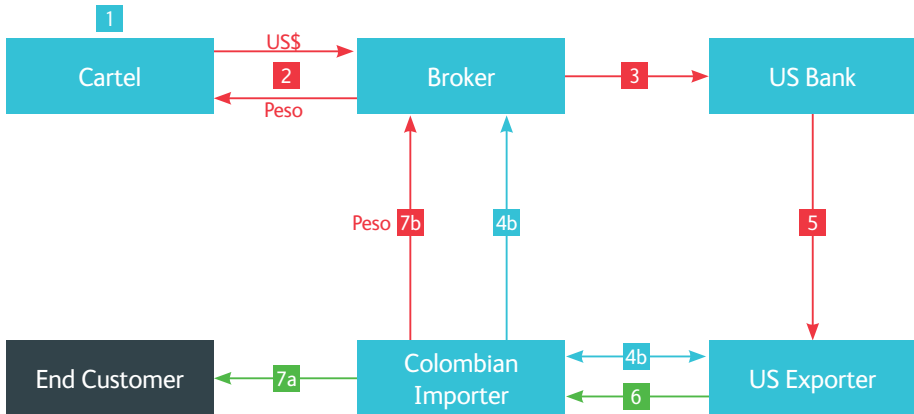 1
US$
Cartel
2
Broker
3
US Bank
Peso
Peso
7b
4b
5
End Customer
7a
Colombian
Importer
4b
6
US Exporter